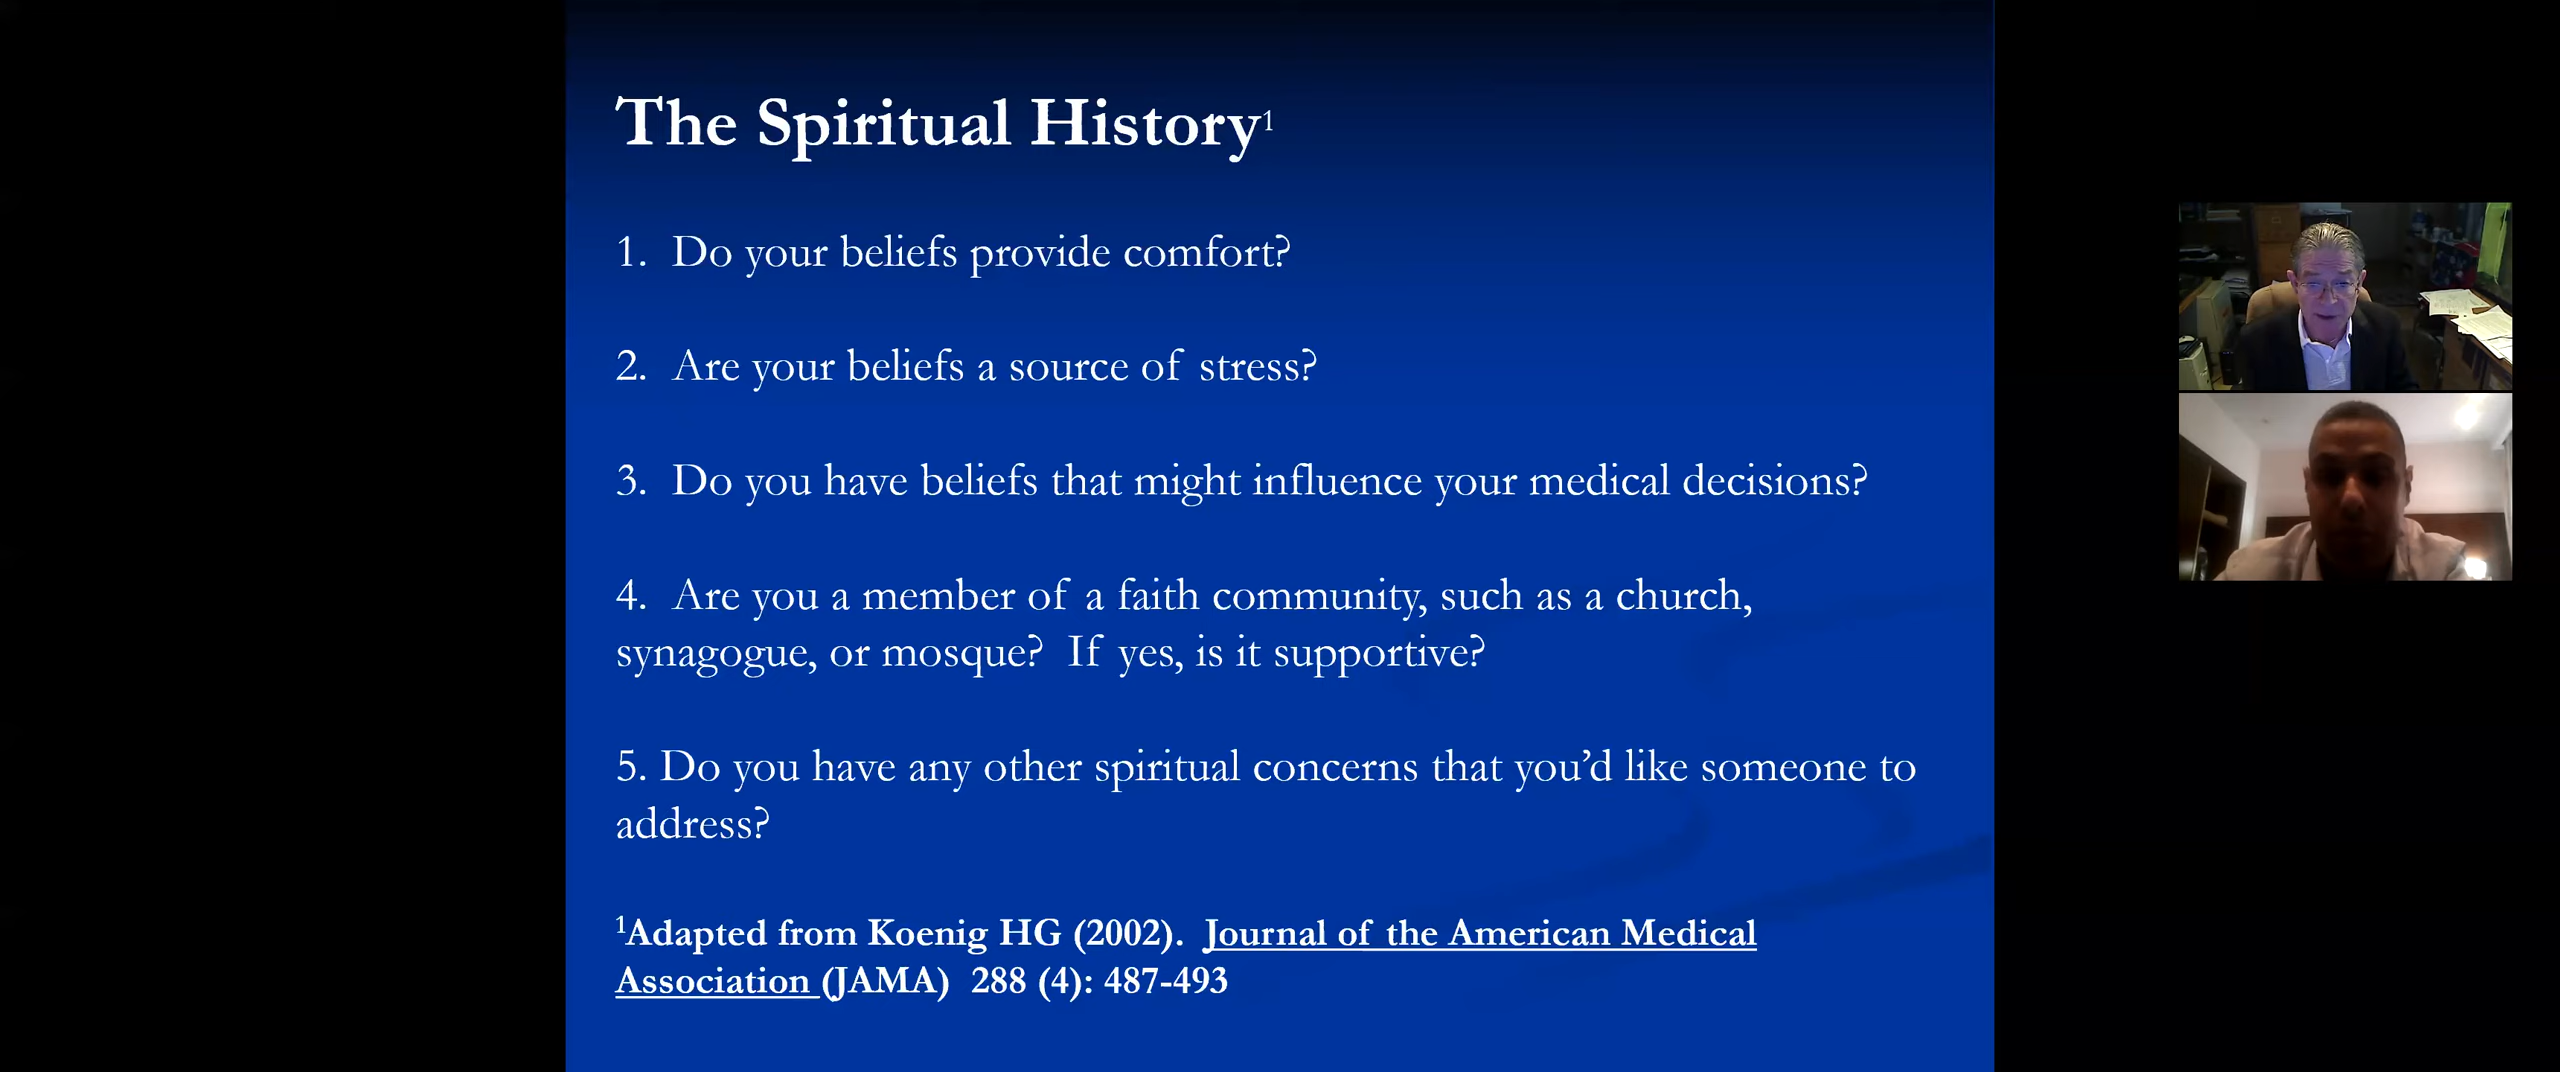 The Spiritual History¹
1. Do your beliefs provide comfort?
2. Are your beliefs a source of stress?
3. Do you have beliefs that might influence your medical decisions?
4. Are you a member of a faith community, such as a church,
synagogue, or mosque? If yes, is it supportive?
5. Do you have any other spiritual concerns that you’d like someone to
address?
¹Adapted from Koenig HG (2002). Journal of the American Medical
Association (JAMA) 288 (4): 487-493